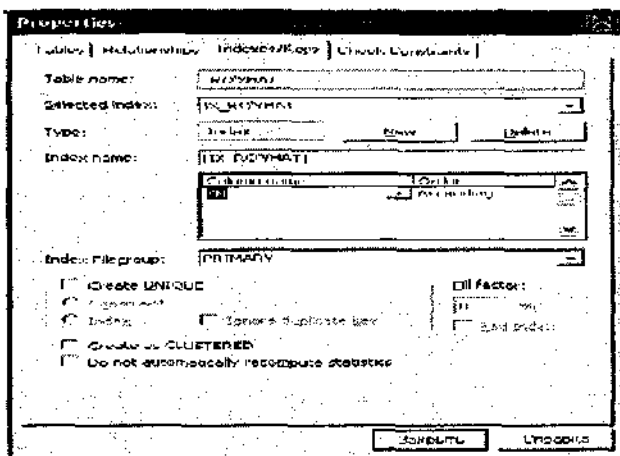 Properties
Tables Relationships Indexes/Keys Check Constraints
Table name:
Selected index:
Type: Index New Delete
Index name:
Column name Order
Ascending
Index Filegroup: PRIMARY
Create UNIQUE Fill factor:
Constraint
Index Ignore duplicate key Pad Index
Create as CLUSTERED
Do not automatically recompute statistics
Закрыть Справка